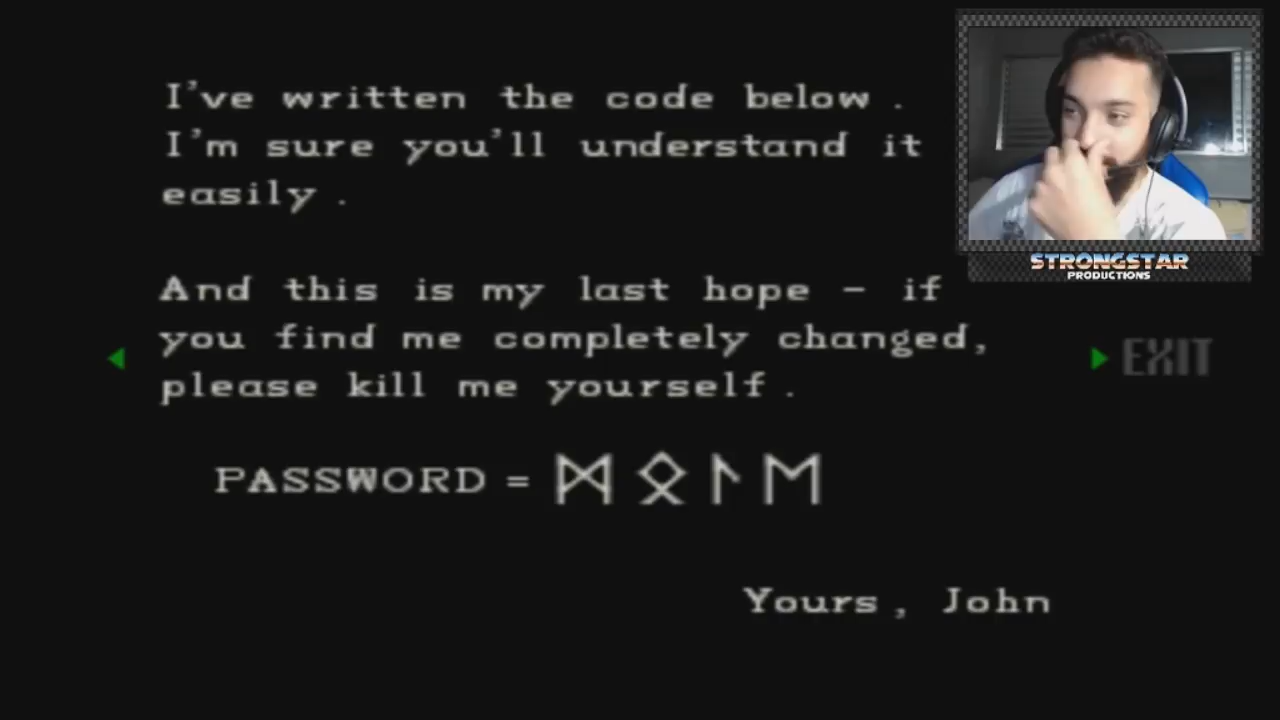 I've written the code below .
I'm sure you'll understand it
easily .
And this is my last hope – if
you find me completely changed,
please kill me yourself .
PASSWORD = ᛞᛟᛚᛖ
Yours, John
EXIT
STRONGSTAR
PRODUCTIONS